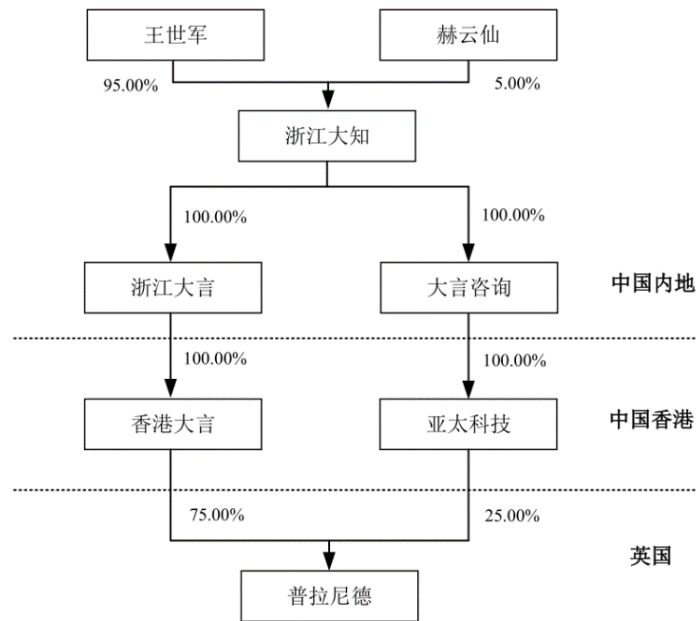 王世军
赫云仙
95.00%
5.00%
浙江大知
100.00%
100.00%
浙江大言
大言咨询
中国内地
100.00%
100.00%
香港大言
亚太科技
中国香港
75.00%
25.00%
英国
普拉尼德